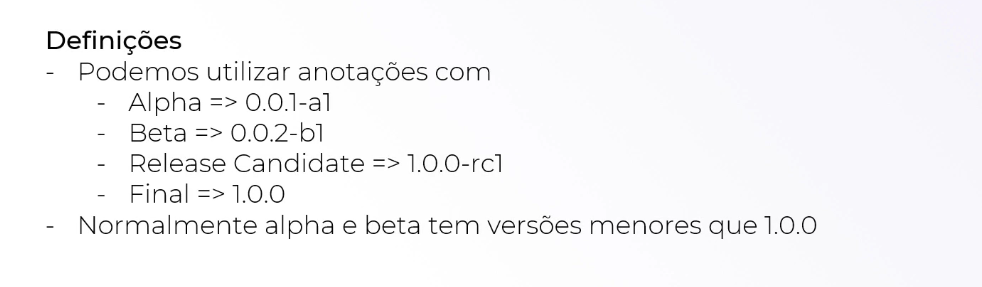 Definições
- Podemos utilizar anotações com
- Alpha => 0.0.1-a1
- Beta => 0.0.2-b1
- Release Candidate => 1.0.0-rc1
- Final => 1.0.0
- Normalmente alpha e beta tem versões menores que 1.0.0